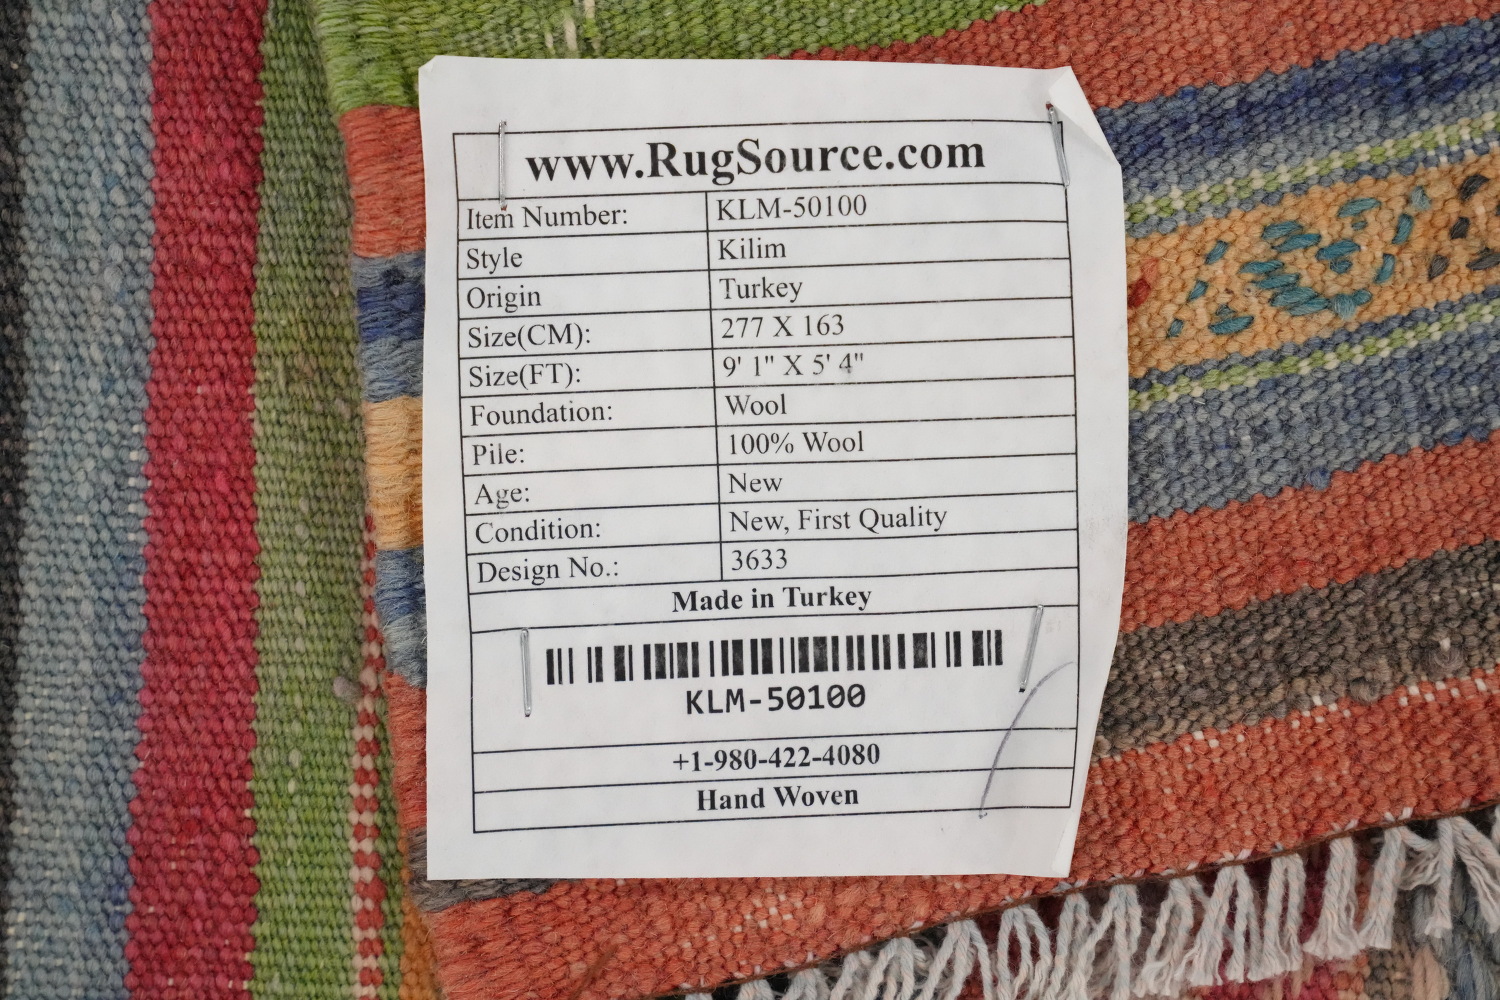 www.RugSource.com
Item Number: KLM-50100
Style Kilim
Origin Turkey
Size(CM): 277 X 163
Size(FT): 9' 1" X 5' 4"
Foundation: Wool
Pile: 100% Wool
Age: New
Condition: New, First Quality
Design No.: 3633
Made in Turkey
KLM-50100
+1-980-422-4080
Hand Woven